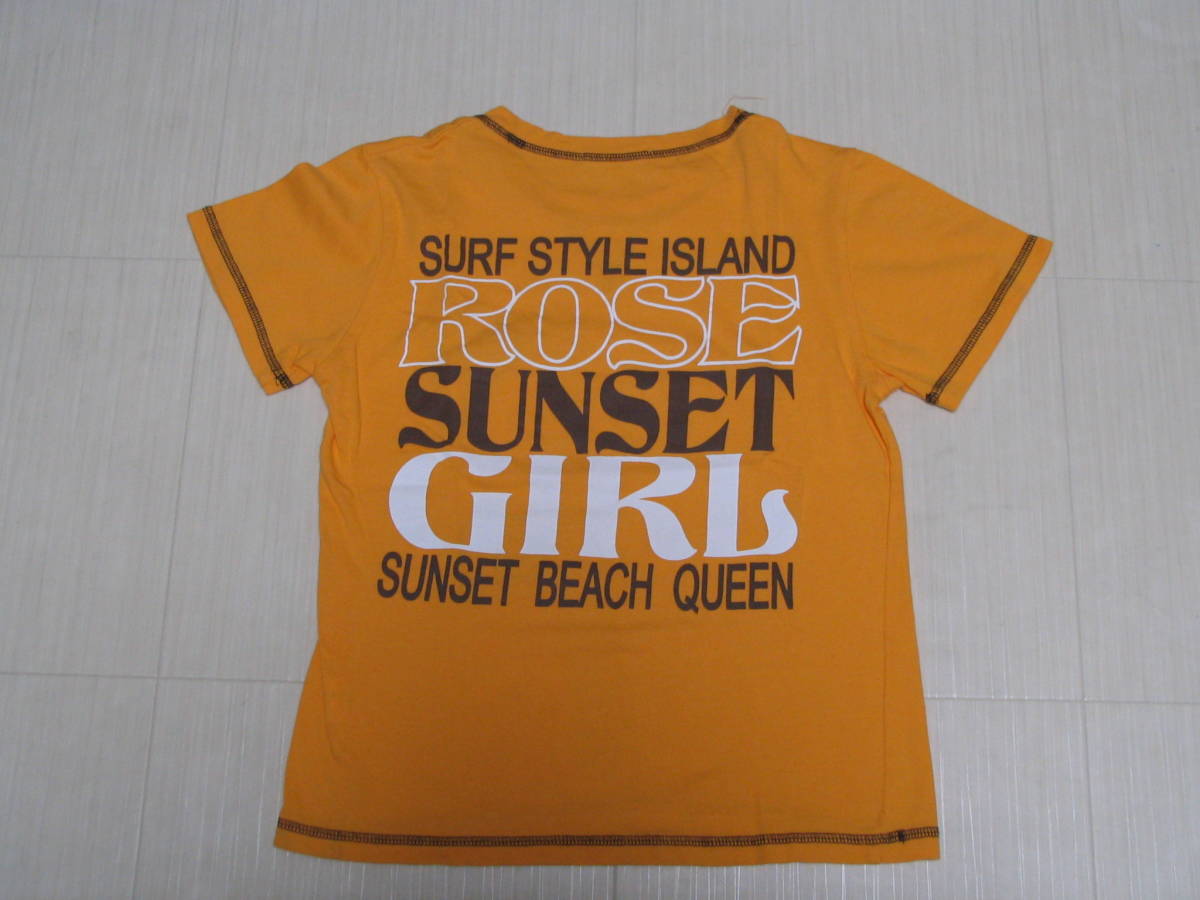 SURF STYLE ISLAND
ROSE
SUNSET
GIRL
SUNSET BEACH QUEEN